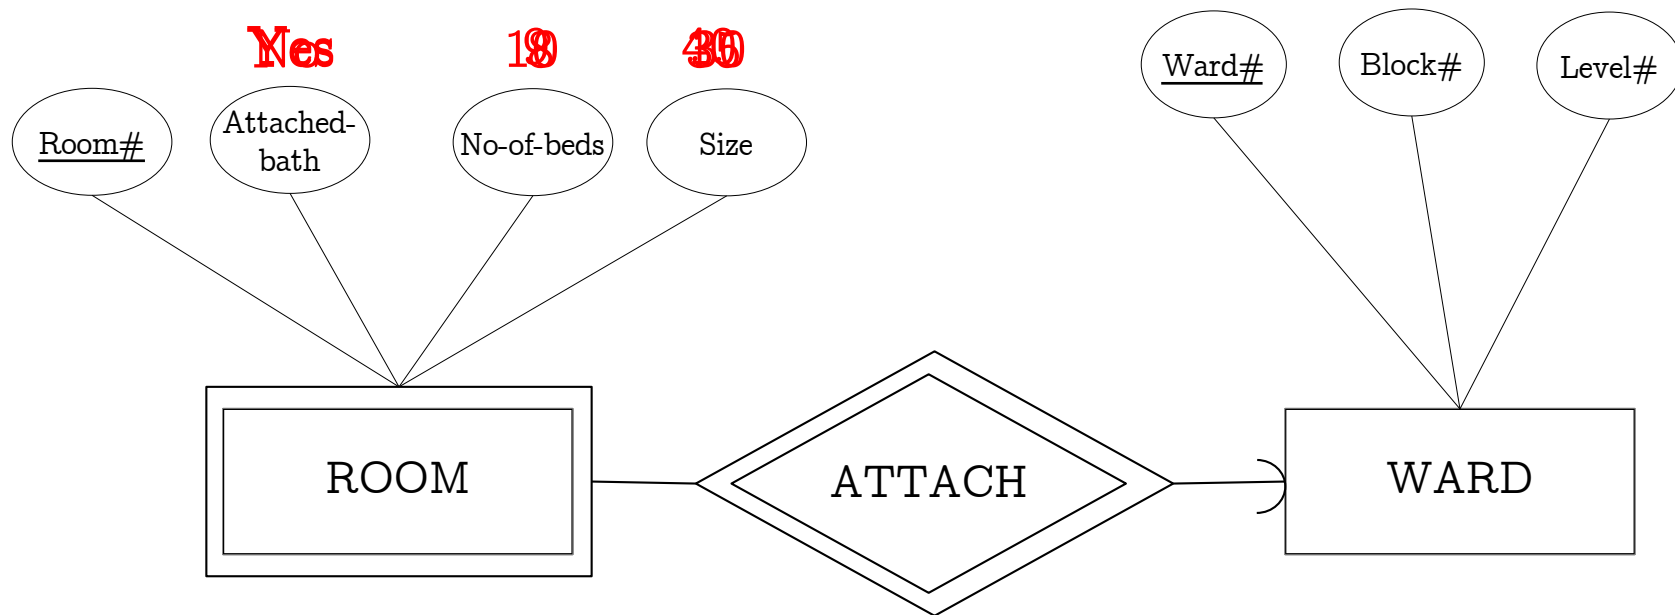 Ward#
Block#
Level#
Room#
Attached-
bath
No-of-beds
Size
ROOM
ATTACH
WARD